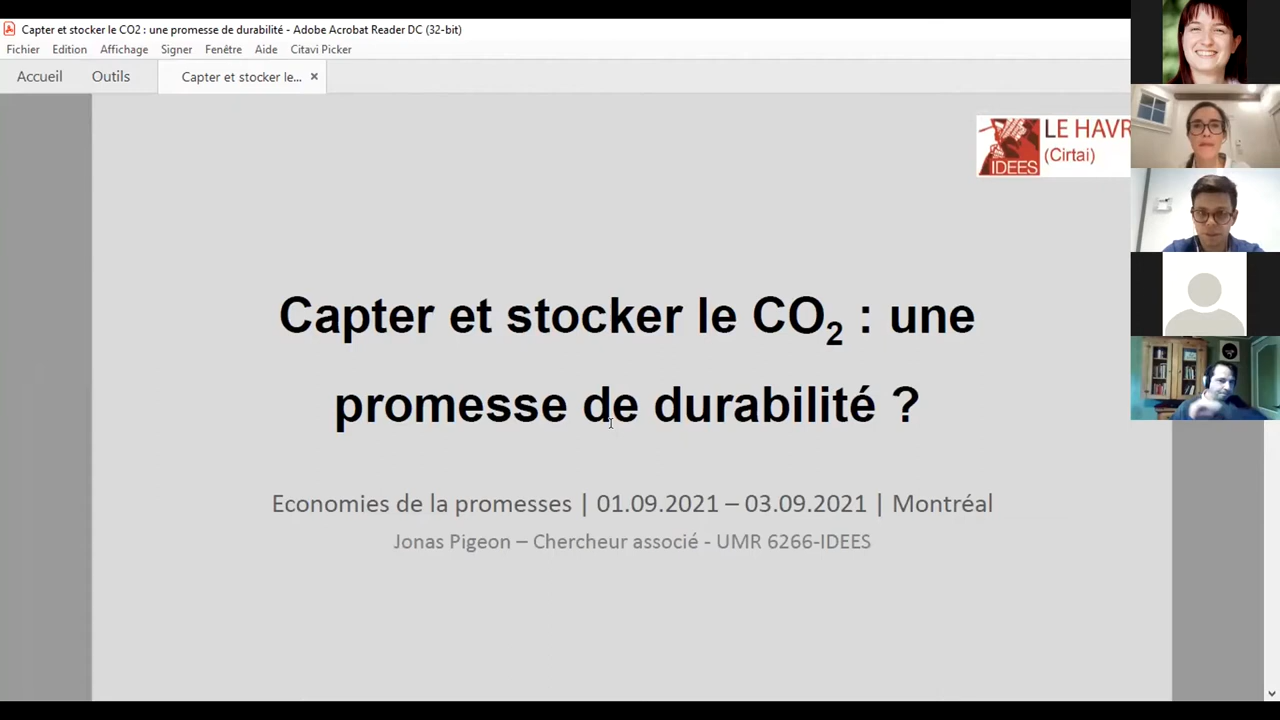 Capter et stocker le CO2 : une promesse de durabilité - Adobe Acrobat Reader DC (32-bit)
Fichier Edition Affichage Signer Fenêtre Aide Citavi Picker
Accueil Outils Capter et stocker le... ×
LE HAVR
(Cirtai)
IDEES
Capter et stocker le CO₂ : une
promesse de durabilité ?
Economies de la promesses | 01.09.2021 – 03.09.2021 | Montréal
Jonas Pigeon – Chercheur associé - UMR 6266-IDEES